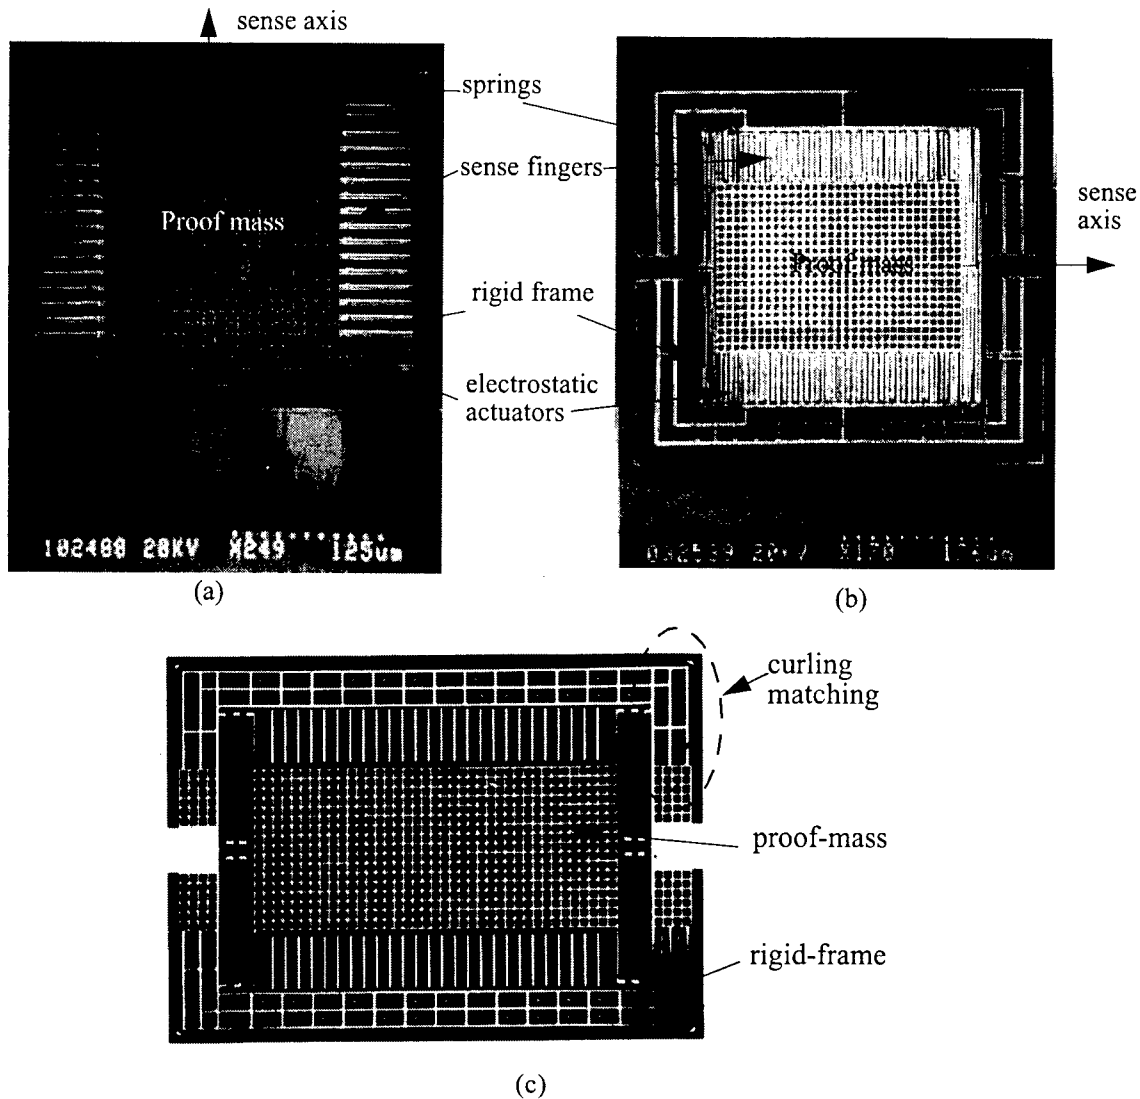 sense axis
springs
sense fingers
Proof mass
sense
axis
Proof mass
rigid frame
electrostatic
actuators
102488 20KV X249 125um
(a)
(b)
curling
matching
proof-mass
rigid-frame
(c)